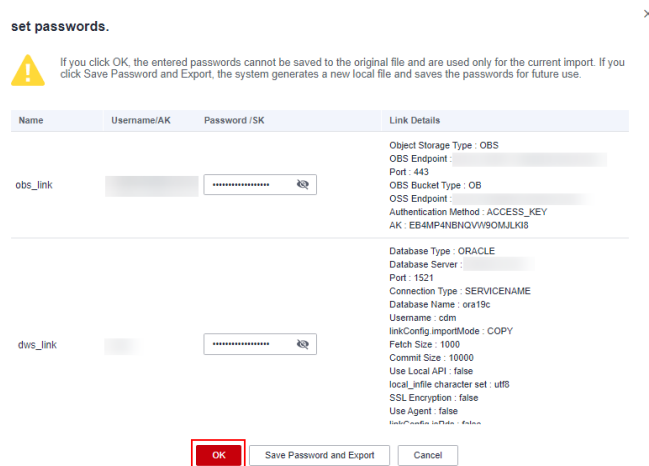 set passwords.
If you click OK, the entered passwords cannot be saved to the original file and are used only for the current import. If you
click Save Password and Export, the system generates a new local file and saves the passwords for future use.
Name Username/AK Password /SK Link Details
obs_link
Object Storage Type : OBS
OBS Endpoint :
Port : 443
OBS Bucket Type : OB
OSS Endpoint :
Authentication Method : ACCESS_KEY
AK : EB4MP4NBNQVW9OMJLKI8
dws_link
Database Type : ORACLE
Database Server :
Port : 1521
Connection Type : SERVICENAME
Database Name : ora19c
Username : cdm
linkConfig.importMode : COPY
Fetch Size : 1000
Commit Size : 10000
Use Local API : false
local_infile character set : utf8
SSL Encryption : false
Use Agent : false
linkConfig.isRds : false
OK Save Password and Export Cancel